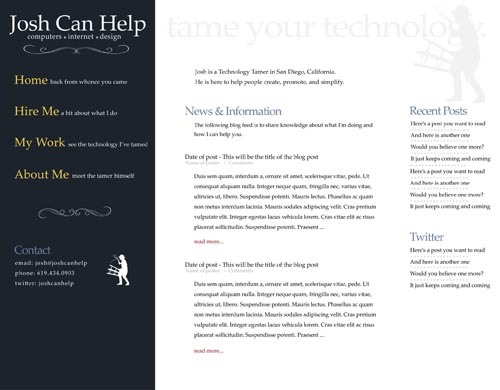 Josh Can Help
computers • internet • design
Home back from whence you came
Hire Me a bit about what I do
My Work see the technology I've tamed
About Me meet the tamer himself
Contact
email: josh@joshcanhelp
phone: 619.434.0903
twitter: joshcanhelp
tame your technology.
Josh is a Technology Tamer in San Diego, California.
He is here to help people create, promote, and simplify.
News & Information
The following blog feed is to share knowledge about what I'm doing and
how I can help you.
Date of post - This will be the title of the blog post
Name of poster | Comments
Duis sem quam, interdum a, ornare sit amet, scelerisque vitae, pede. Ut
consequat accumsan nibh. Integer neque quam, fringilla nec, varius vitae,
ultricies ut, libero. Suspendisse potenti. Mauris luctus. Phasellus ac quam
non metus interdum lacinia. Mauris sodales adipiscing velit. Cras pretium
vulputate elit. Integer egestas lacus vehicula lorem. Cras vitae elit ac risus
placerat sollicitudin. Suspendisse potenti. Praesent ...
read more...
Date of post - This will be the title of the blog post
Name of poster | Comments
Duis sem quam, interdum a, ornare sit amet, scelerisque vitae, pede. Ut
consequat accumsan nibh. Integer neque quam, fringilla nec, varius vitae,
ultricies ut, libero. Suspendisse potenti. Mauris luctus. Phasellus ac quam
non metus interdum lacinia. Mauris sodales adipiscing velit. Cras pretium
vulputate elit. Integer egestas lacus vehicula lorem. Cras vitae elit ac risus
placerat sollicitudin. Suspendisse potenti. Praesent ...
read more...
Recent Posts
Here's a post you want to read
And here is another one
Would you believe one more?
It just keeps coming and coming
Here's a post you want to read
And here is another one
Would you believe one more?
It just keeps coming and coming
Twitter
Here's a post you want to read
And here is another one
Would you believe one more?
It just keeps coming and coming